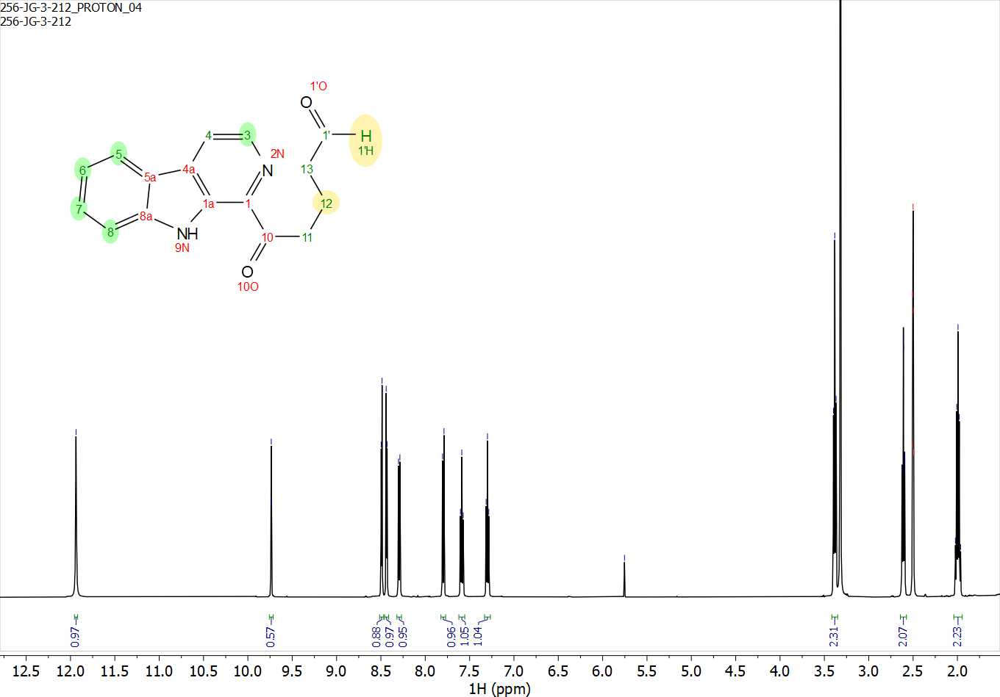 256-JG-3-212_PROTON_04
256-JG-3-212
1'O
O
1' H
1'H
4 3
2N
5
13
6 4a N
5a
7 1a 1 12
8a
8 NH 10 11
9N
O
10O
0.97 0.57 0.88 0.97 0.95 0.96 1.05 1.04 2.31 2.07 2.23
12.5 12.0 11.5 11.0 10.5 10.0 9.5 9.0 8.5 8.0 7.5 7.0 6.5 6.0 5.5 5.0 4.5 4.0 3.5 3.0 2.5 2.0
1H (ppm)